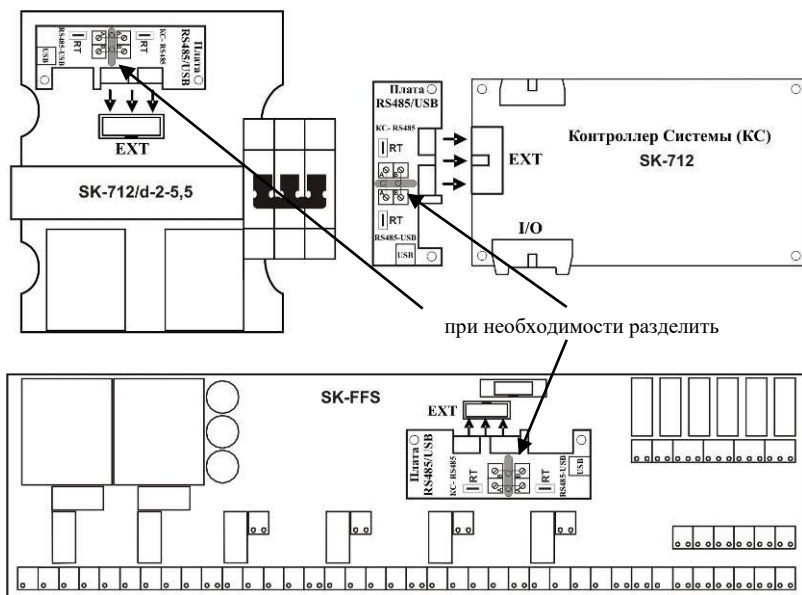 USB
RS485-USB
RT
A
B
A
B
RT
КС- RS485
Плата
RS485/USB
EXT
SK-712/d-2-5,5
Плата
RS485/USB
КС- RS485
RT
A
B
A
B
RT
RS485-USB
USB
EXT
Контроллер Системы (КС)
SK-712
I/O
при необходимости разделить
SK-FFS
EXT
Плата
RS485/USB
КС- RS485
RT
RT
RS485-USB
USB